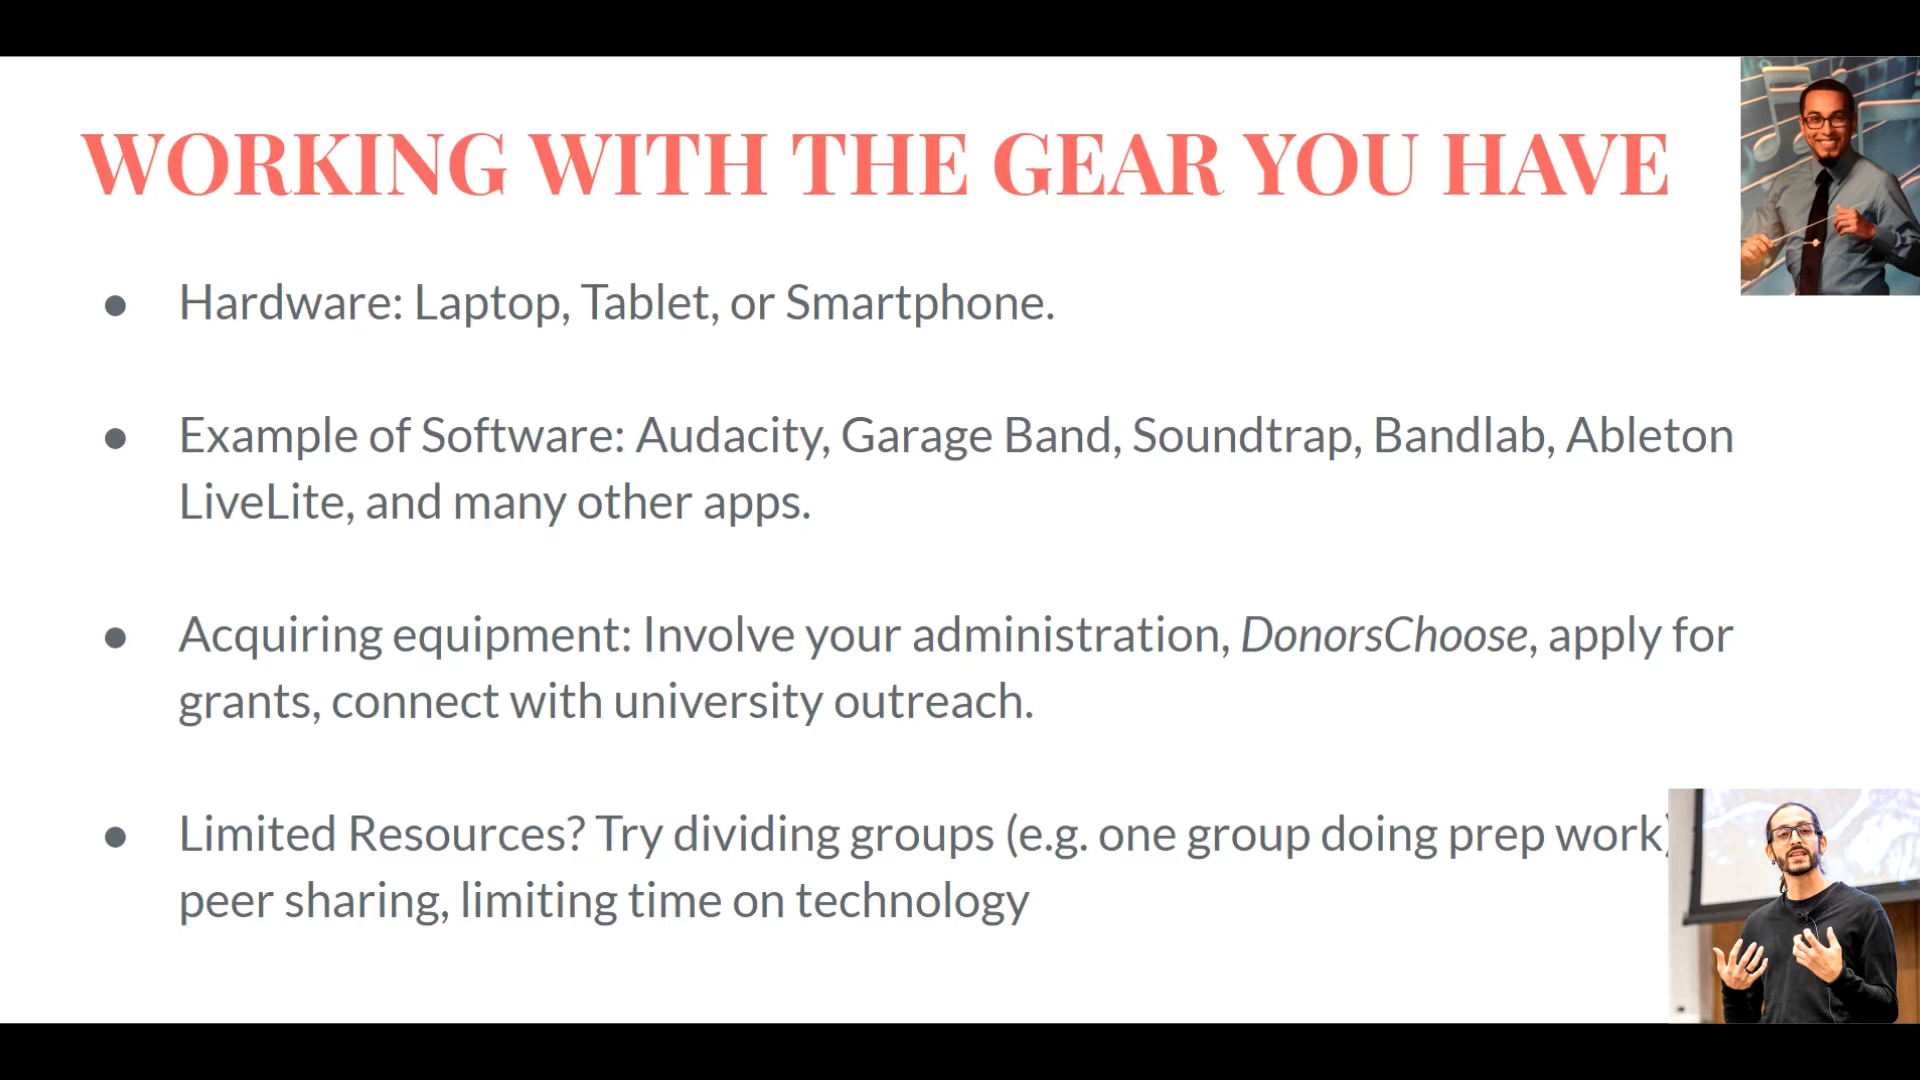 WORKING WITH THE GEAR YOU HAVE
● Hardware: Laptop, Tablet, or Smartphone.
● Example of Software: Audacity, Garage Band, Soundtrap, Bandlab, Ableton
LiveLite, and many other apps.
● Acquiring equipment: Involve your administration, DonorsChoose, apply for
grants, connect with university outreach.
● Limited Resources? Try dividing groups (e.g. one group doing prep work)
peer sharing, limiting time on technology